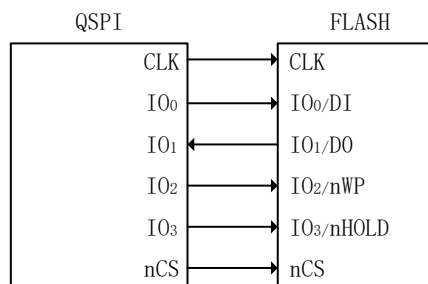 QSPI FLASH
CLK CLK
IO₀ IO₀/DI
IO₁ IO₁/DO
IO₂ IO₂/nWP
IO₃ IO₃/nHOLD
nCS nCS